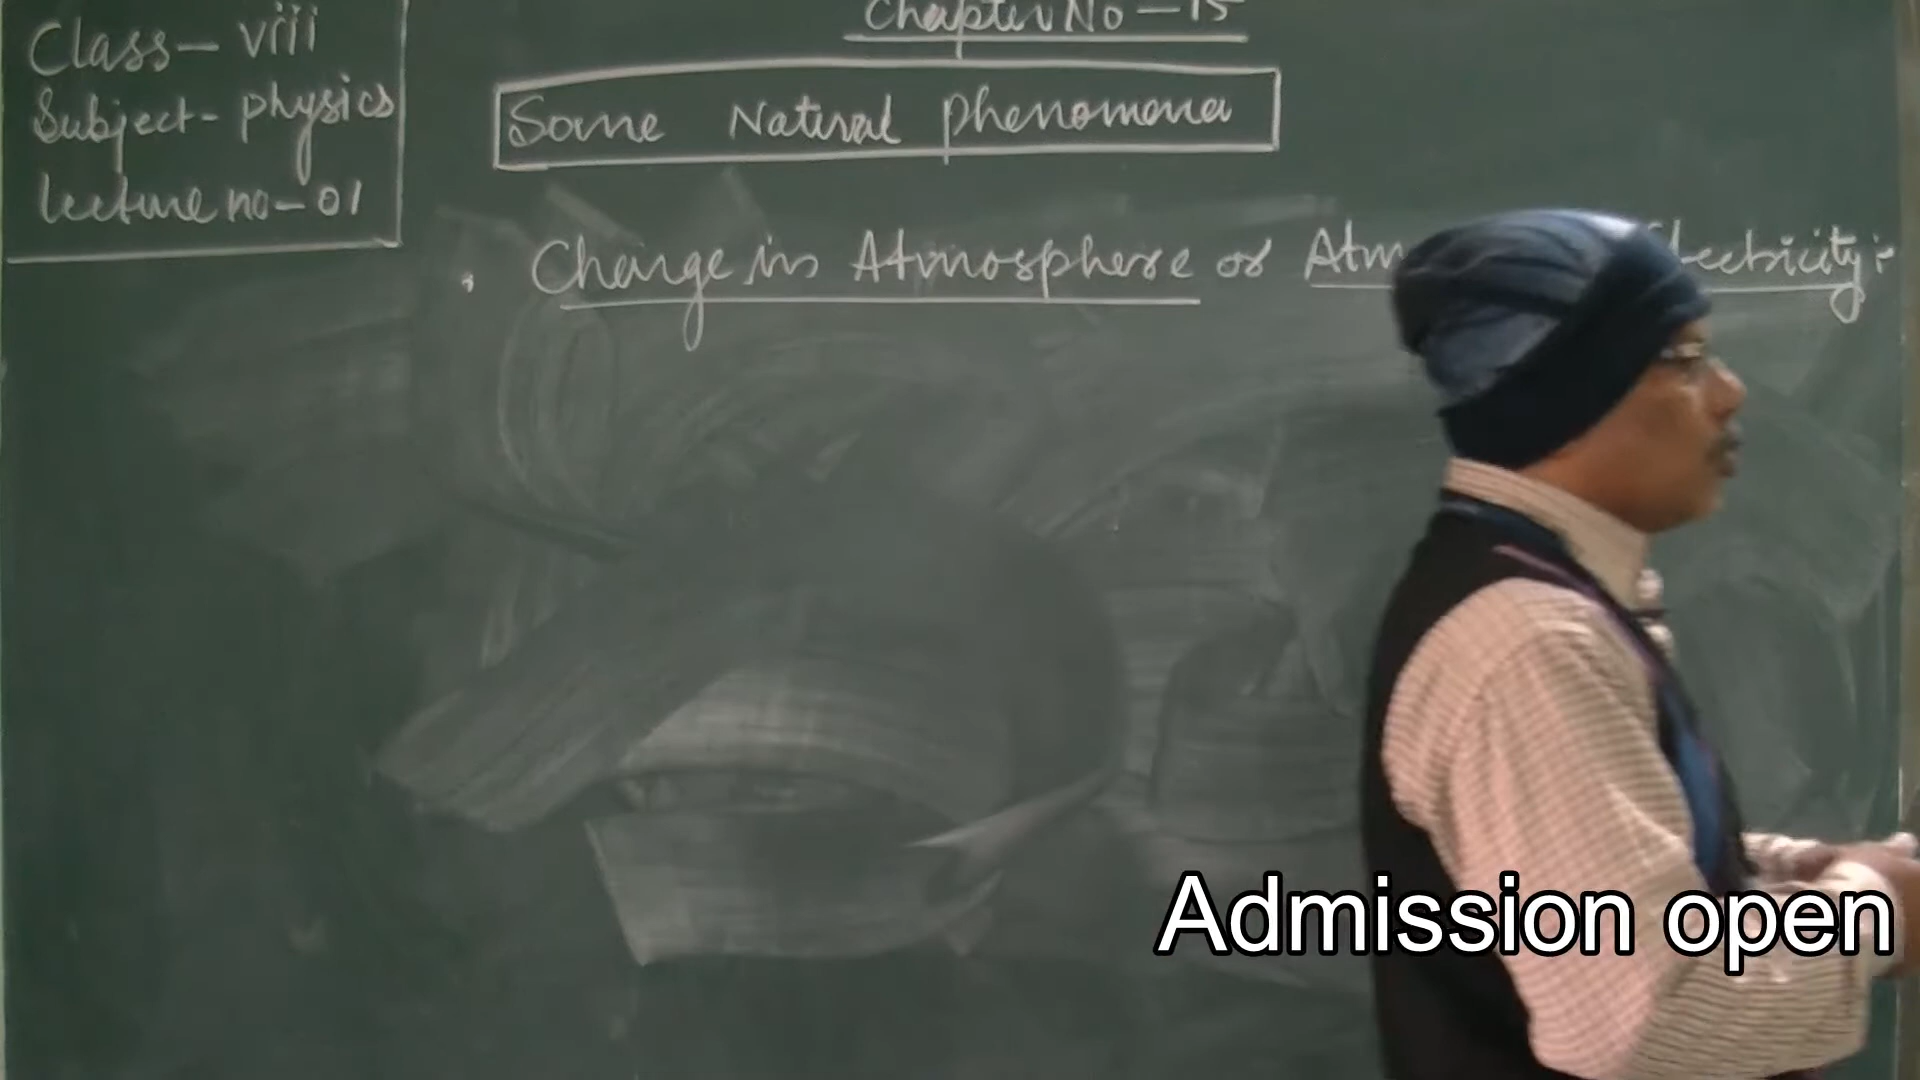 Class - viii
Subject - physics
Lecture no - 01
Chapter No - 15
Some Natural Phenomena
Charge in Atmosphere or Electricity :-
Admission open